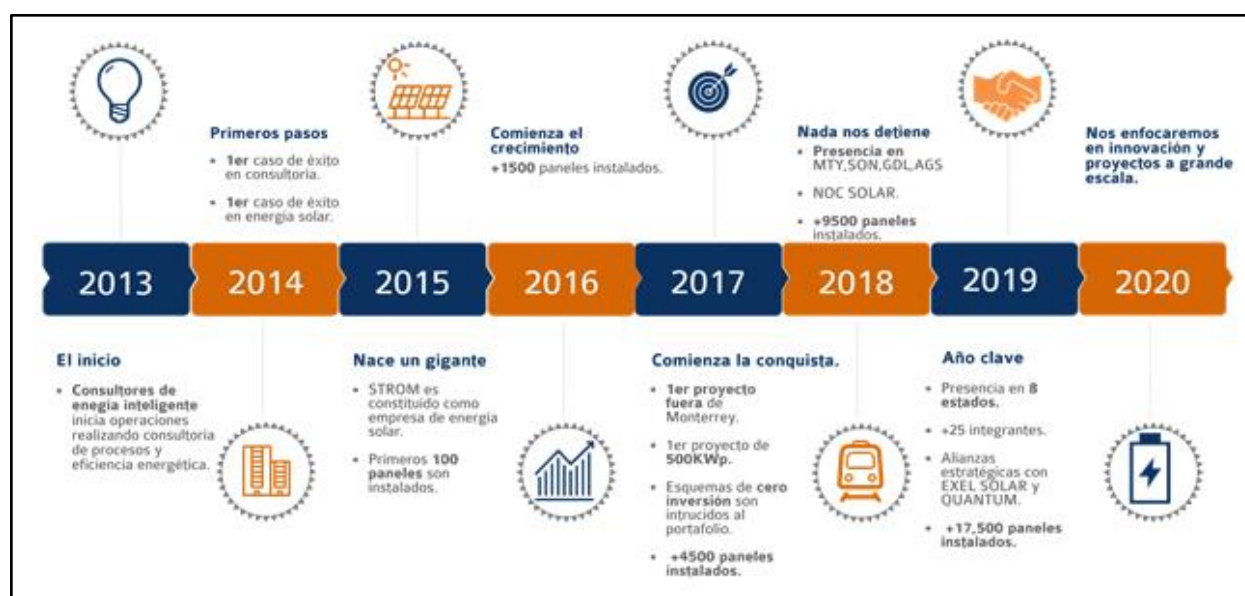 Primeros pasos
• 1er caso de éxito
en consultoria.
• 1er caso de éxito
en energia solar.
Comienza el
crecimiento
+1500 paneles instalados.
Nada nos detiene
• Presencia en
MTY,SON,GDL,AGS
• NOC SOLAR.
• +9500 paneles
instalados.
Nos enfocaremos
en innovación y
proyectos a grande
escala.
2013
2014
2015
2016
2017
2018
2019
2020
El inicio
• Consultores de
enegia inteligente
inicia operaciones
realizando consultoria
de procesos y
eficiencia energética.
Nace un gigante
• STROM es
constituido como
empresa de energia
solar.
• Primeros 100
paneles son
instalados.
Comienza la conquista.
• 1er proyecto
fuera de
Monterrey.
• 1er proyecto de
500KWp.
• Esquemas de cero
inversión son
intrucidos al
portafolio.
• +4500 paneles
instalados.
Año clave
• Presencia en 8
estados.
• +25 integrantes.
• Alianzas
estratégicas con
EXEL SOLAR y
QUANTUM.
• +17,500 paneles
instalados.